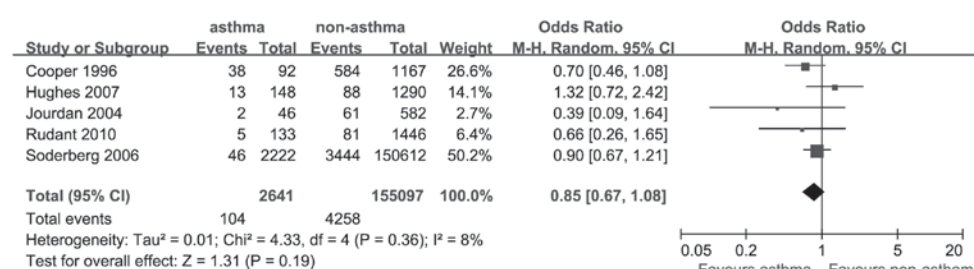 asthma non-asthma Odds Ratio Odds Ratio
Study or Subgroup Events Total Events Total Weight M-H. Random. 95% CI M-H. Random. 95% CI
Cooper 1996 38 92 584 1167 26.6% 0.70 [0.46, 1.08]
Hughes 2007 13 148 88 1290 14.1% 1.32 [0.72, 2.42]
Jourdan 2004 2 46 61 582 2.7% 0.39 [0.09, 1.64]
Rudant 2010 5 133 81 1446 6.4% 0.66 [0.26, 1.65]
Soderberg 2006 46 2222 3444 150612 50.2% 0.90 [0.67, 1.21]
Total (95% CI) 2641 155097 100.0% 0.85 [0.67, 1.08]
Total events 104 4258
Heterogeneity: Tau² = 0.01; Chi² = 4.33, df = 4 (P = 0.36); I² = 8%
Test for overall effect: Z = 1.31 (P = 0.19)
0.05 0.2 1 5 20
Favours asthma Favours non-asthma